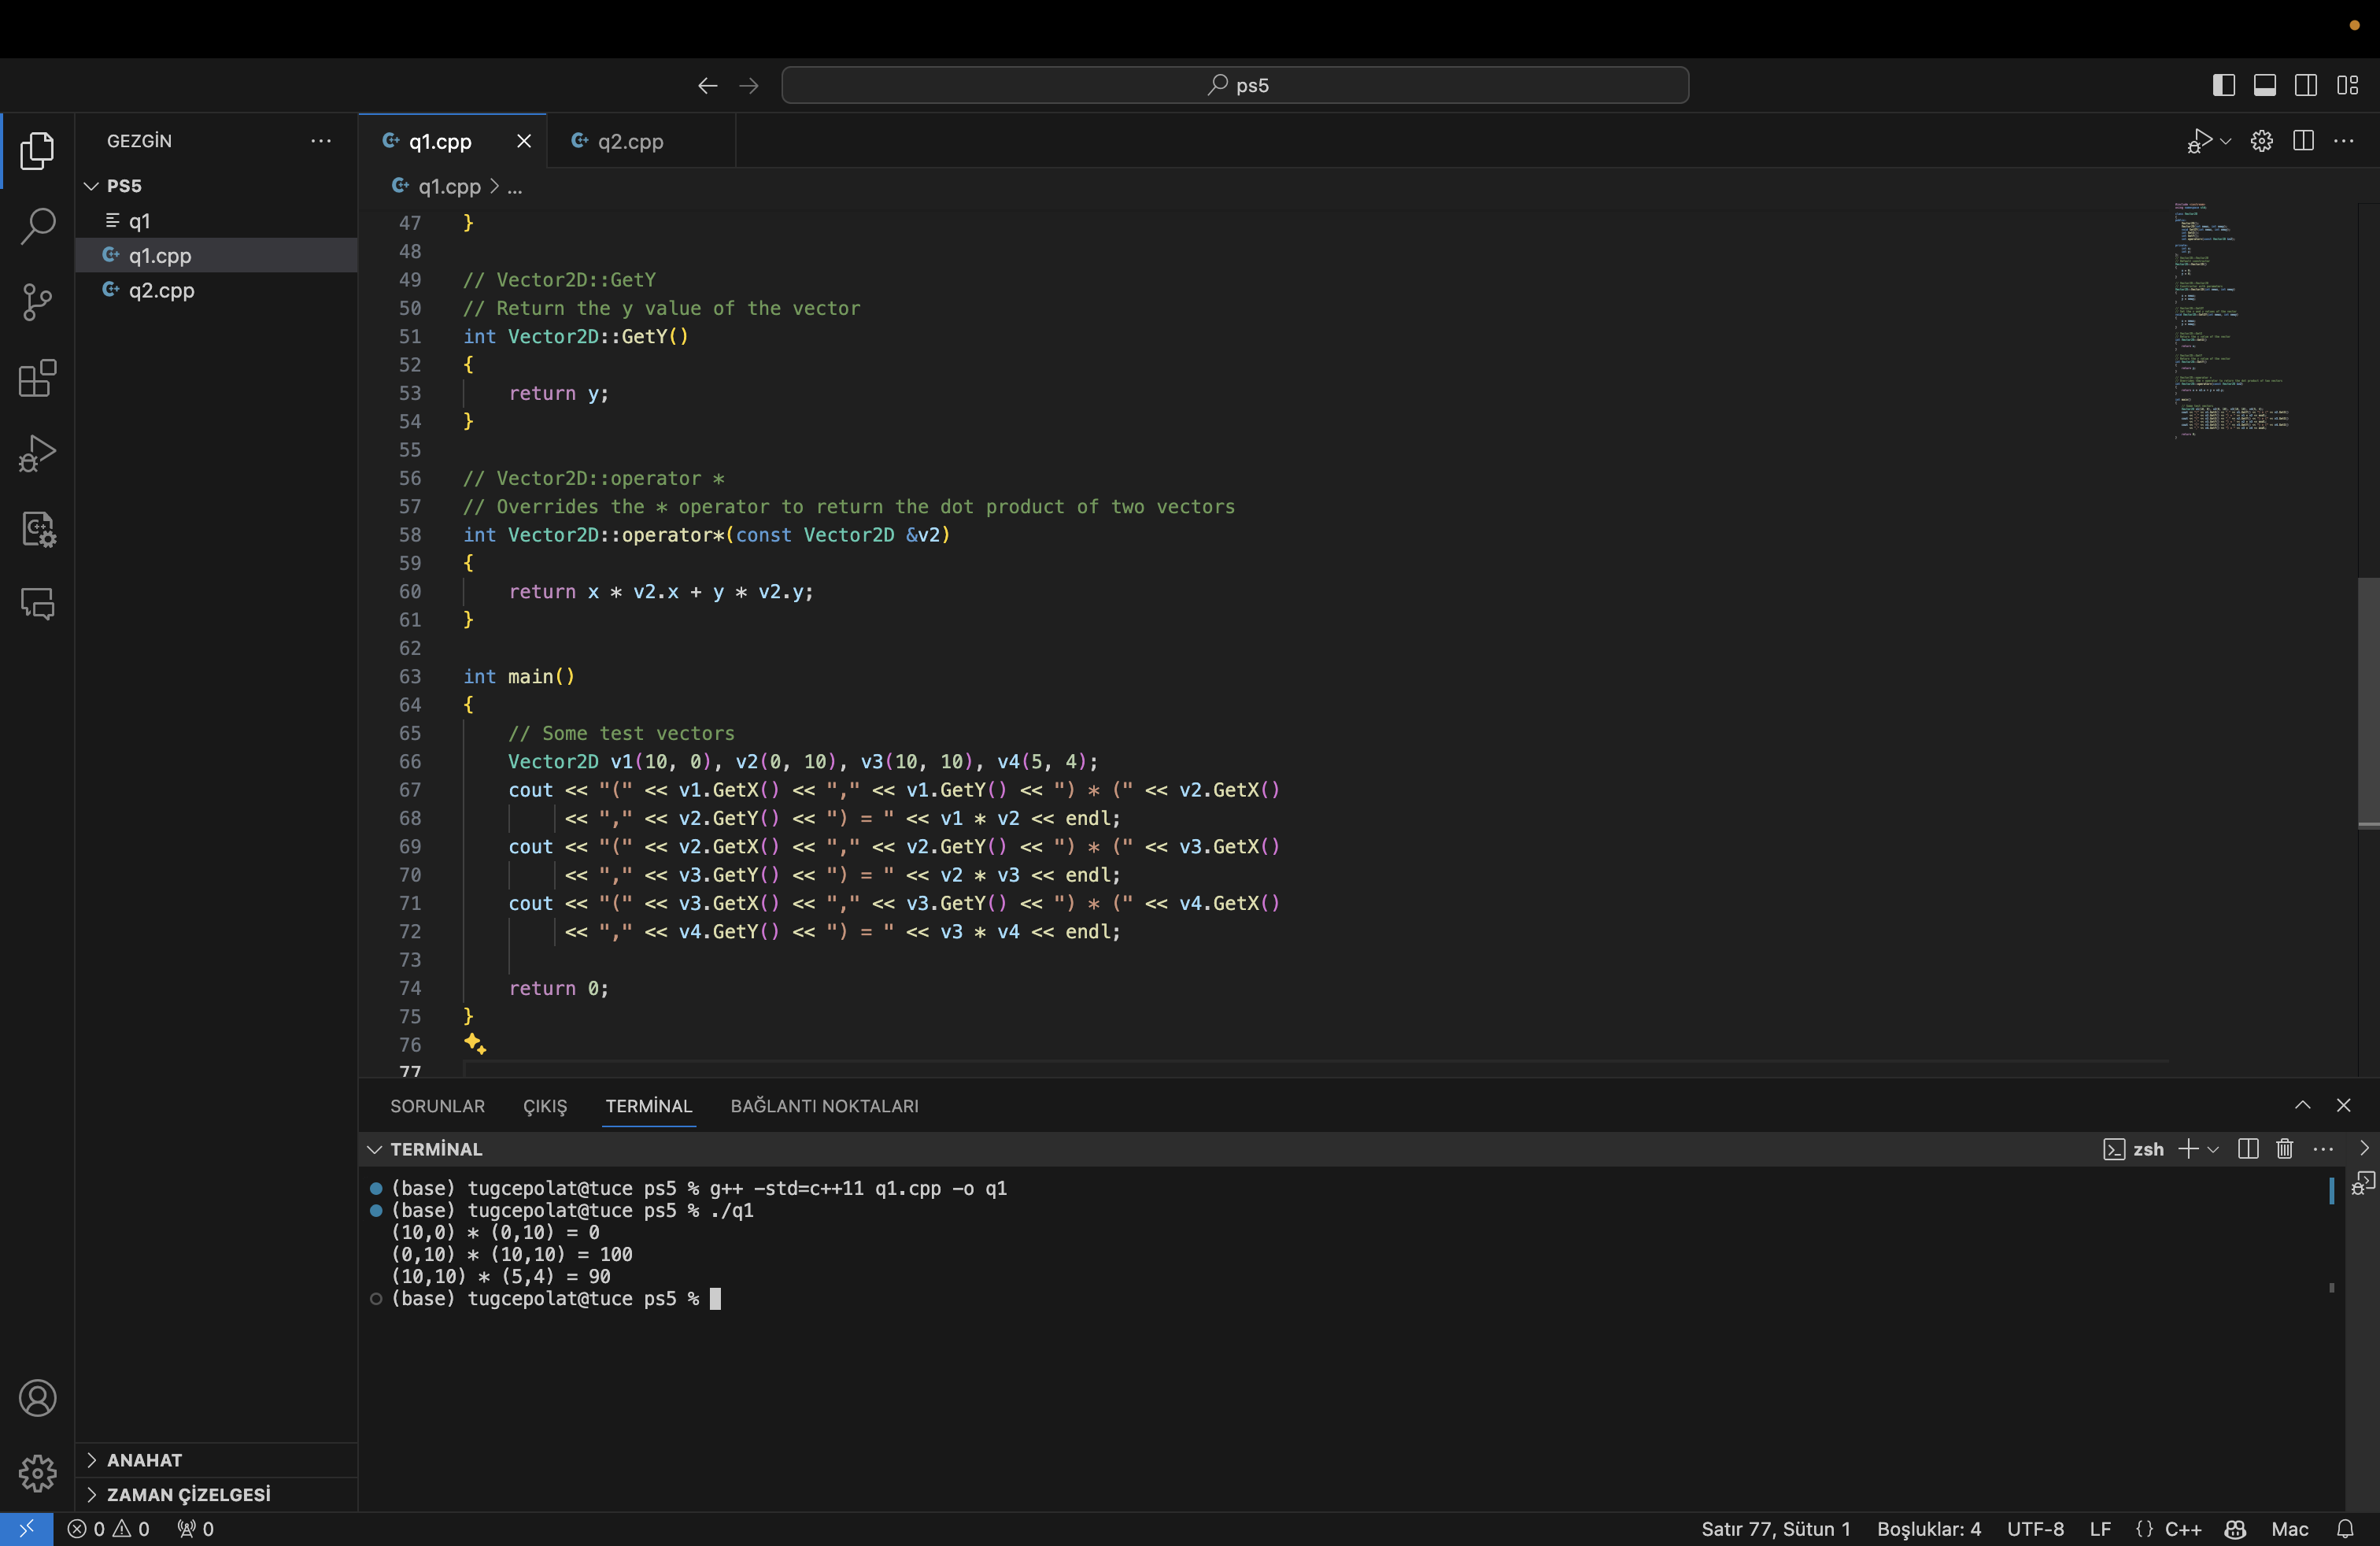 ps5
GEZGİN
q1.cpp
q2.cpp
PS5
q1
q1.cpp
q2.cpp
q1.cpp > ...
47 }
48
49 // Vector2D::GetY
50 // Return the y value of the vector
51 int Vector2D::GetY()
52 {
53 return y;
54 }
55
56 // Vector2D::operator *
57 // Overrides the * operator to return the dot product of two vectors
58 int Vector2D::operator*(const Vector2D &v2)
59 {
60 return x * v2.x + y * v2.y;
61 }
62
63 int main()
64 {
65 // Some test vectors
66 Vector2D v1(10, 0), v2(0, 10), v3(10, 10), v4(5, 4);
67 cout << "(" << v1.GetX() << "," << v1.GetY() << ") * (" << v2.GetX()
68 << "," << v2.GetY() << ") = " << v1 * v2 << endl;
69 cout << "(" << v2.GetX() << "," << v2.GetY() << ") * (" << v3.GetX()
70 << "," << v3.GetY() << ") = " << v2 * v3 << endl;
71 cout << "(" << v3.GetX() << "," << v3.GetY() << ") * (" << v4.GetX()
72 << "," << v4.GetY() << ") = " << v3 * v4 << endl;
73
74 return 0;
75 }
76
77
SORUNLAR ÇIKIŞ TERMİNAL BAĞLANTI NOKTALARI
TERMİNAL
zsh
(base) tugcepolat@tuce ps5 % g++ -std=c++11 q1.cpp -o q1
(base) tugcepolat@tuce ps5 % ./q1
(10,0) * (0,10) = 0
(0,10) * (10,10) = 100
(10,10) * (5,4) = 90
(base) tugcepolat@tuce ps5 %
ANAHAT
ZAMAN ÇİZELGESİ
0 0 0
Satır 77, Sütun 1 Boşluklar: 4 UTF-8 LF {} C++ Mac